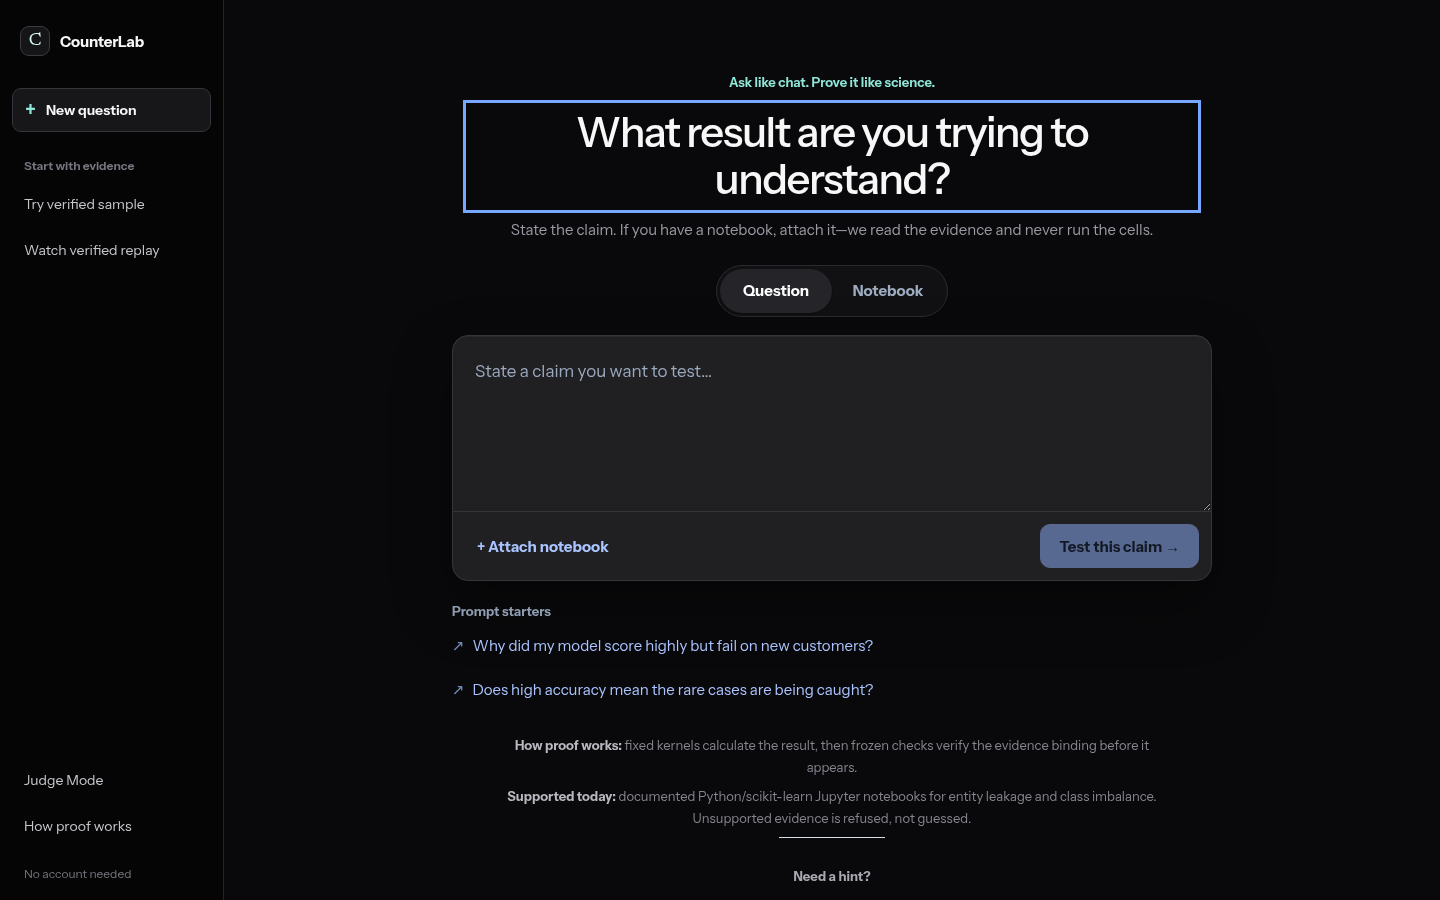 C CounterLab
+ New question
Start with evidence
Try verified sample
Watch verified replay
Judge Mode
How proof works
No account needed
Ask like chat. Prove it like science.
What result are you trying to
understand?
State the claim. If you have a notebook, attach it—we read the evidence and never run the cells.
Question Notebook
State a claim you want to test...
+ Attach notebook
Test this claim →
Prompt starters
↗ Why did my model score highly but fail on new customers?
↗ Does high accuracy mean the rare cases are being caught?
How proof works: fixed kernels calculate the result, then frozen checks verify the evidence binding before it
appears.
Supported today: documented Python/scikit-learn Jupyter notebooks for entity leakage and class imbalance.
Unsupported evidence is refused, not guessed.
Need a hint?